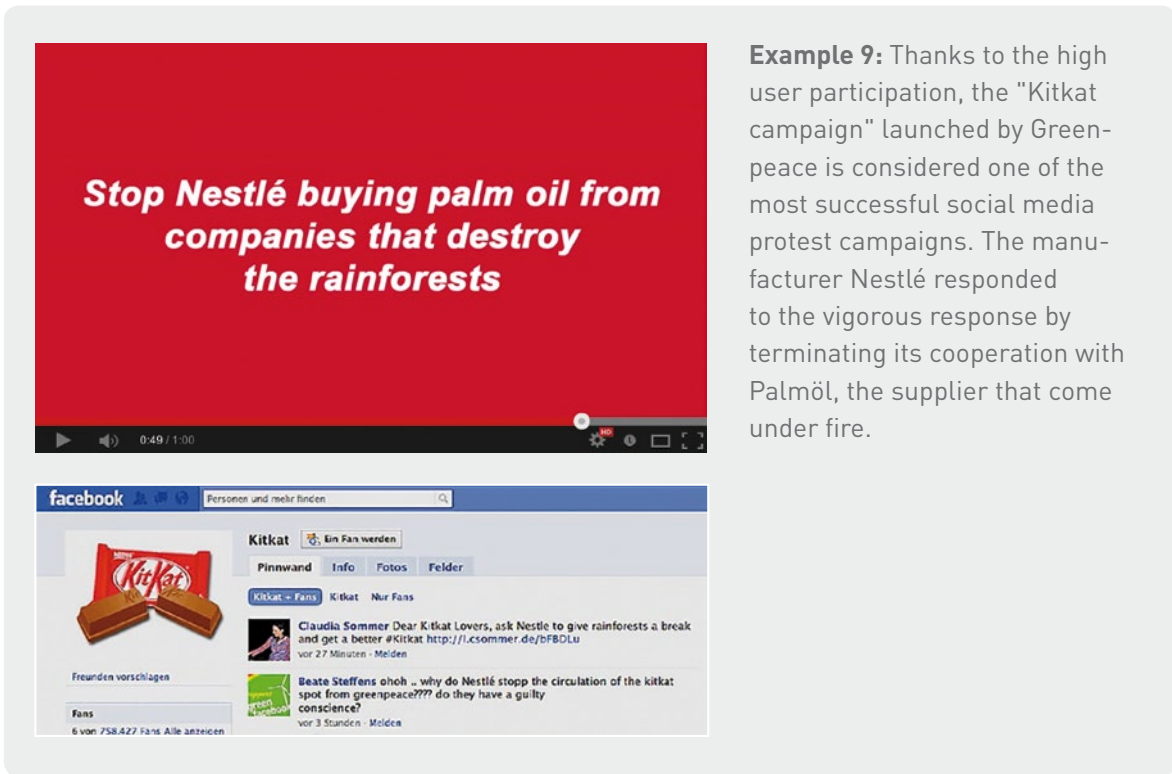 Stop Nestlé buying palm oil from
companies that destroy
the rainforests
0:49 / 1:00
HD
Example 9: Thanks to the high
user participation, the "Kitkat
campaign" launched by Green-
peace is considered one of the
most successful social media
protest campaigns. The manu-
facturer Nestlé responded
to the vigorous response by
terminating its cooperation with
Palmöl, the supplier that come
under fire.
facebook
Personen und mehr finden
KitKat
Freunden vorschlagen
Fans
6 von 758.427 Fans Alle anzeigen
Kitkat
Ein Fan werden
Pinnwand Info Fotos Felder
Kitkat + Fans Kitkat Nur Fans
Claudia Sommer Dear Kitkat Lovers, ask Nestle to give rainforests a break
and get a better #Kitkat http://l.csommer.de/bFBDLu
vor 27 Minuten · Melden
Beate Steffens ohoh .. why do Nestlé stopp the circulation of the kitkat
spot from greenpeace???? do they have a guilty
conscience?
vor 3 Stunden · Melden